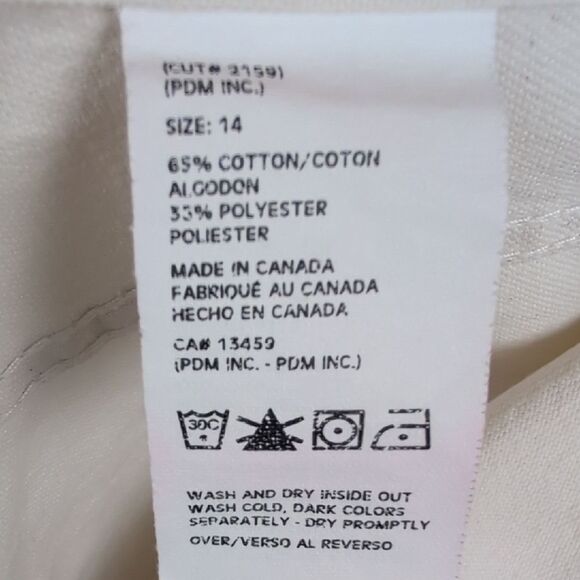 (CUT# 2159)
(PDM INC.)
SIZE: 14
65% COTTON/COTON
ALGODON
35% POLYESTER
POLIESTER
MADE IN CANADA
FABRIQUÉ AU CANADA
HECHO EN CANADA
CA# 13459
(PDM INC. - PDM INC.)
30C
WASH AND DRY INSIDE OUT
WASH COLD, DARK COLORS
SEPARATELY - DRY PROMPTLY
OVER/VERSO AL REVERSO